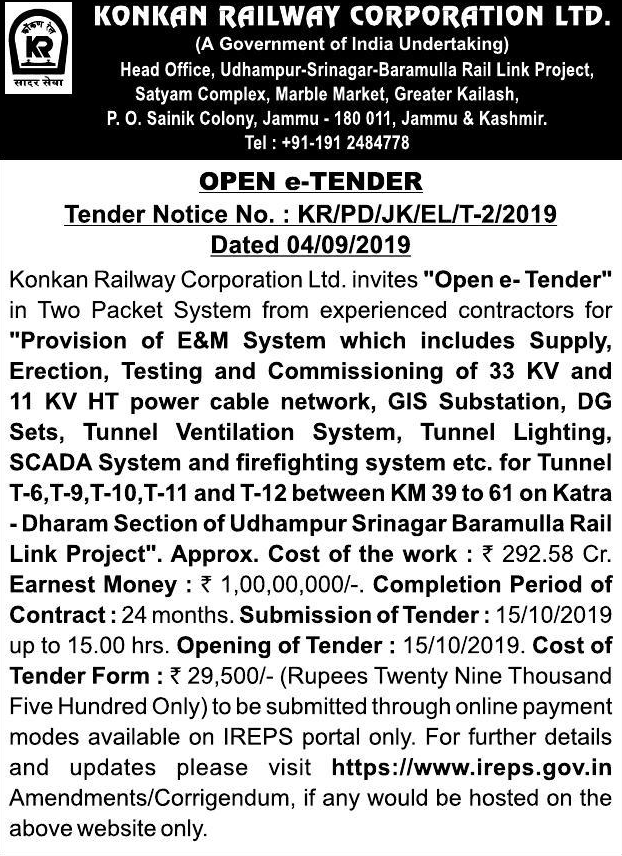 कोंकण रेल
KR
सादर सेवा
KONKAN RAILWAY CORPORATION LTD.
(A Government of India Undertaking)
Head Office, Udhampur-Srinagar-Baramulla Rail Link Project,
Satyam Complex, Marble Market, Greater Kailash,
P. O. Sainik Colony, Jammu - 180 011, Jammu & Kashmir.
Tel : +91-191 2484778
OPEN e-TENDER
Tender Notice No. : KR/PD/JK/EL/T-2/2019
Dated 04/09/2019
Konkan Railway Corporation Ltd. invites "Open e- Tender"
in Two Packet System from experienced contractors for
"Provision of E&M System which includes Supply,
Erection, Testing and Commissioning of 33 KV and
11 KV HT power cable network, GIS Substation, DG
Sets, Tunnel Ventilation System, Tunnel Lighting,
SCADA System and firefighting system etc. for Tunnel
T-6,T-9,T-10,T-11 and T-12 between KM 39 to 61 on Katra
- Dharam Section of Udhampur Srinagar Baramulla Rail
Link Project". Approx. Cost of the work : ₹ 292.58 Cr.
Earnest Money : ₹ 1,00,00,000/-. Completion Period of
Contract : 24 months. Submission of Tender : 15/10/2019
up to 15.00 hrs. Opening of Tender : 15/10/2019. Cost of
Tender Form : ₹ 29,500/- (Rupees Twenty Nine Thousand
Five Hundred Only) to be submitted through online payment
modes available on IREPS portal only. For further details
and updates please visit https://www.ireps.gov.in
Amendments/Corrigendum, if any would be hosted on the
above website only.